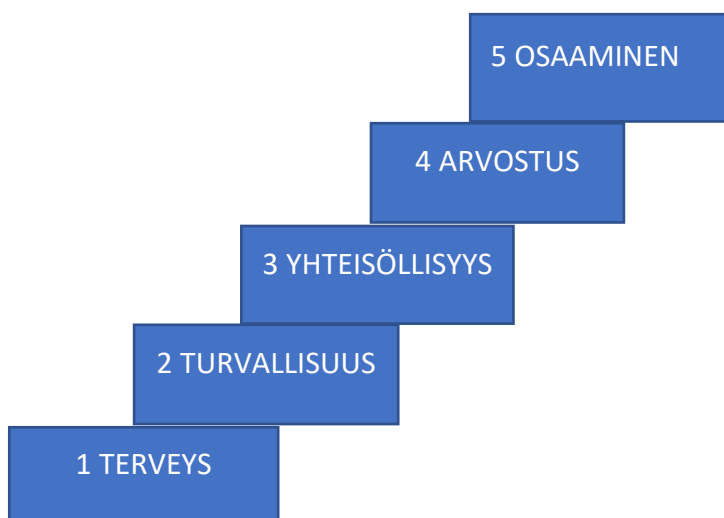 5 OSAAMINEN
4 ARVOSTUS
3 YHTEISÖLLISYYS
2 TURVALLISUUS
1 TERVEYS